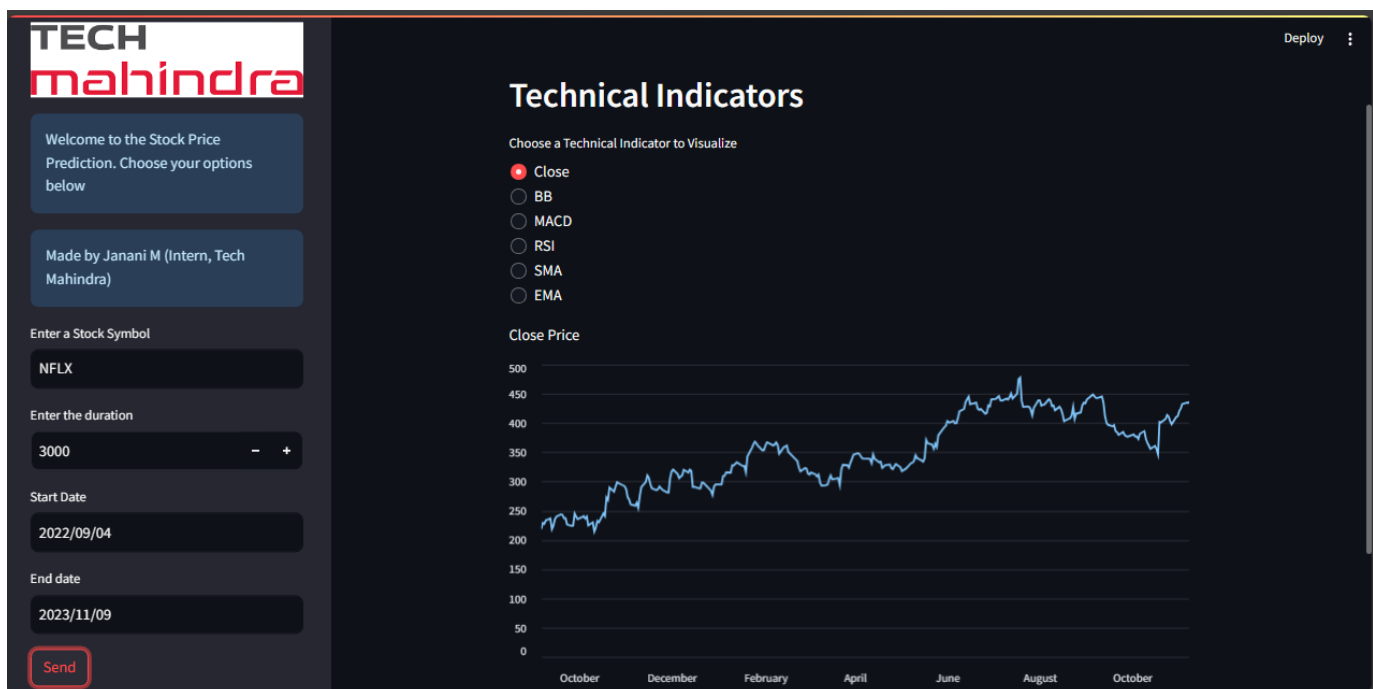 TECH
mahindra
Welcome to the Stock Price
Prediction. Choose your options
below
Made by Janani M (Intern, Tech
Mahindra)
Enter a Stock Symbol
NFLX
Enter the duration
3000 - +
Start Date
2022/09/04
End date
2023/11/09
Send
Deploy
Technical Indicators
Choose a Technical Indicator to Visualize
Close
BB
MACD
RSI
SMA
EMA
Close Price
500
450
400
350
300
250
200
150
100
50
0
October December February April June August October